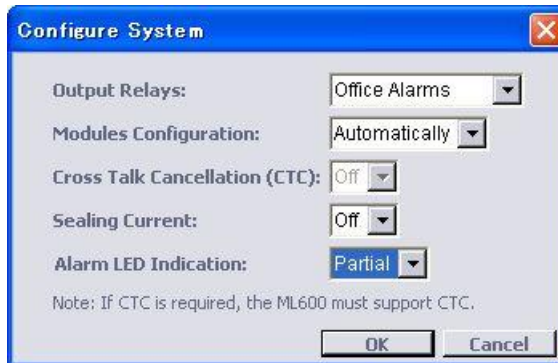 Configure System
Output Relays: Office Alarms
Modules Configuration: Automatically
Cross Talk Cancellation (CTC): Off
Sealing Current: Off
Alarm LED Indication: Partial
Note: If CTC is required, the ML600 must support CTC.
OK Cancel